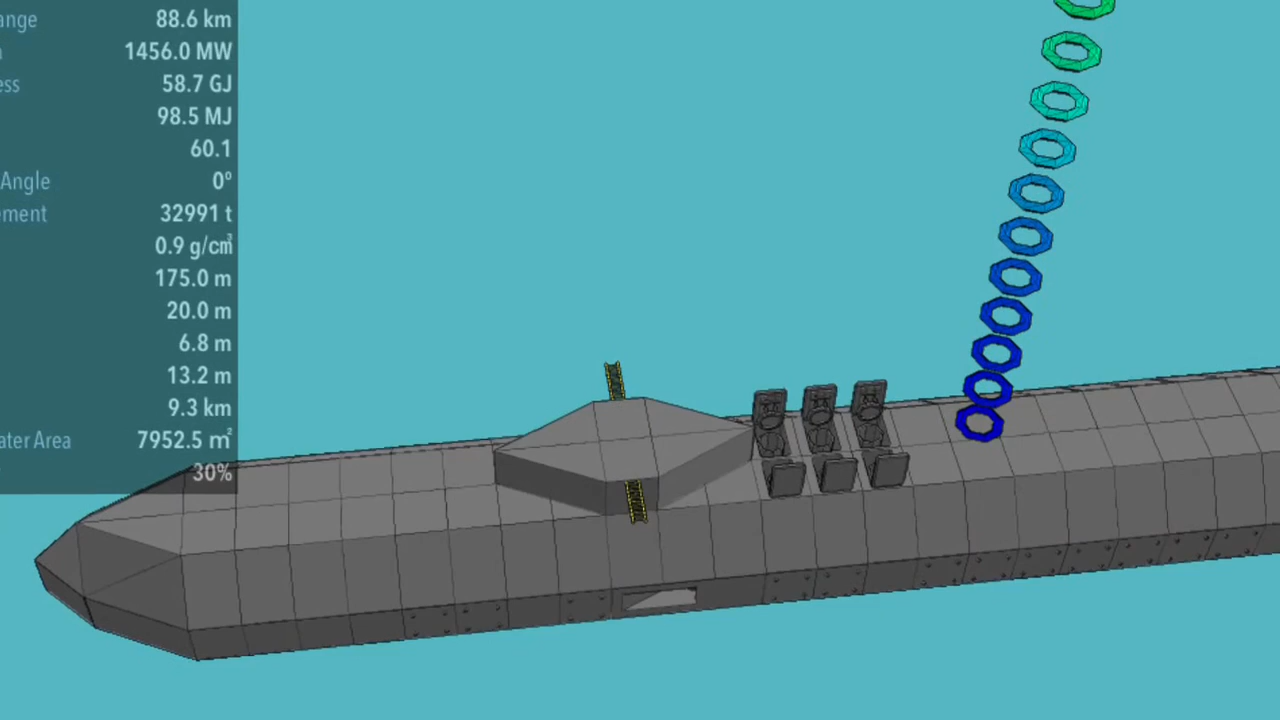 ange 88.6 km
1456.0 MW
ess 58.7 GJ
98.5 MJ
60.1
Angle 0º
ement 32991 t
0.9 g/cm³
175.0 m
20.0 m
6.8 m
13.2 m
9.3 km
ater Area 7952.5 m²
30%